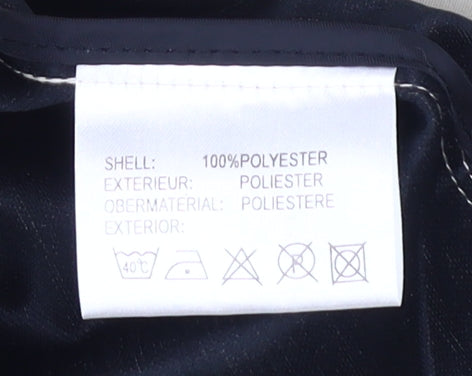 SHELL: 100%POLYESTER
EXTERIEUR: POLIESTER
OBERMATERIAL: POLIESTERE
EXTERIOR:
40°C P